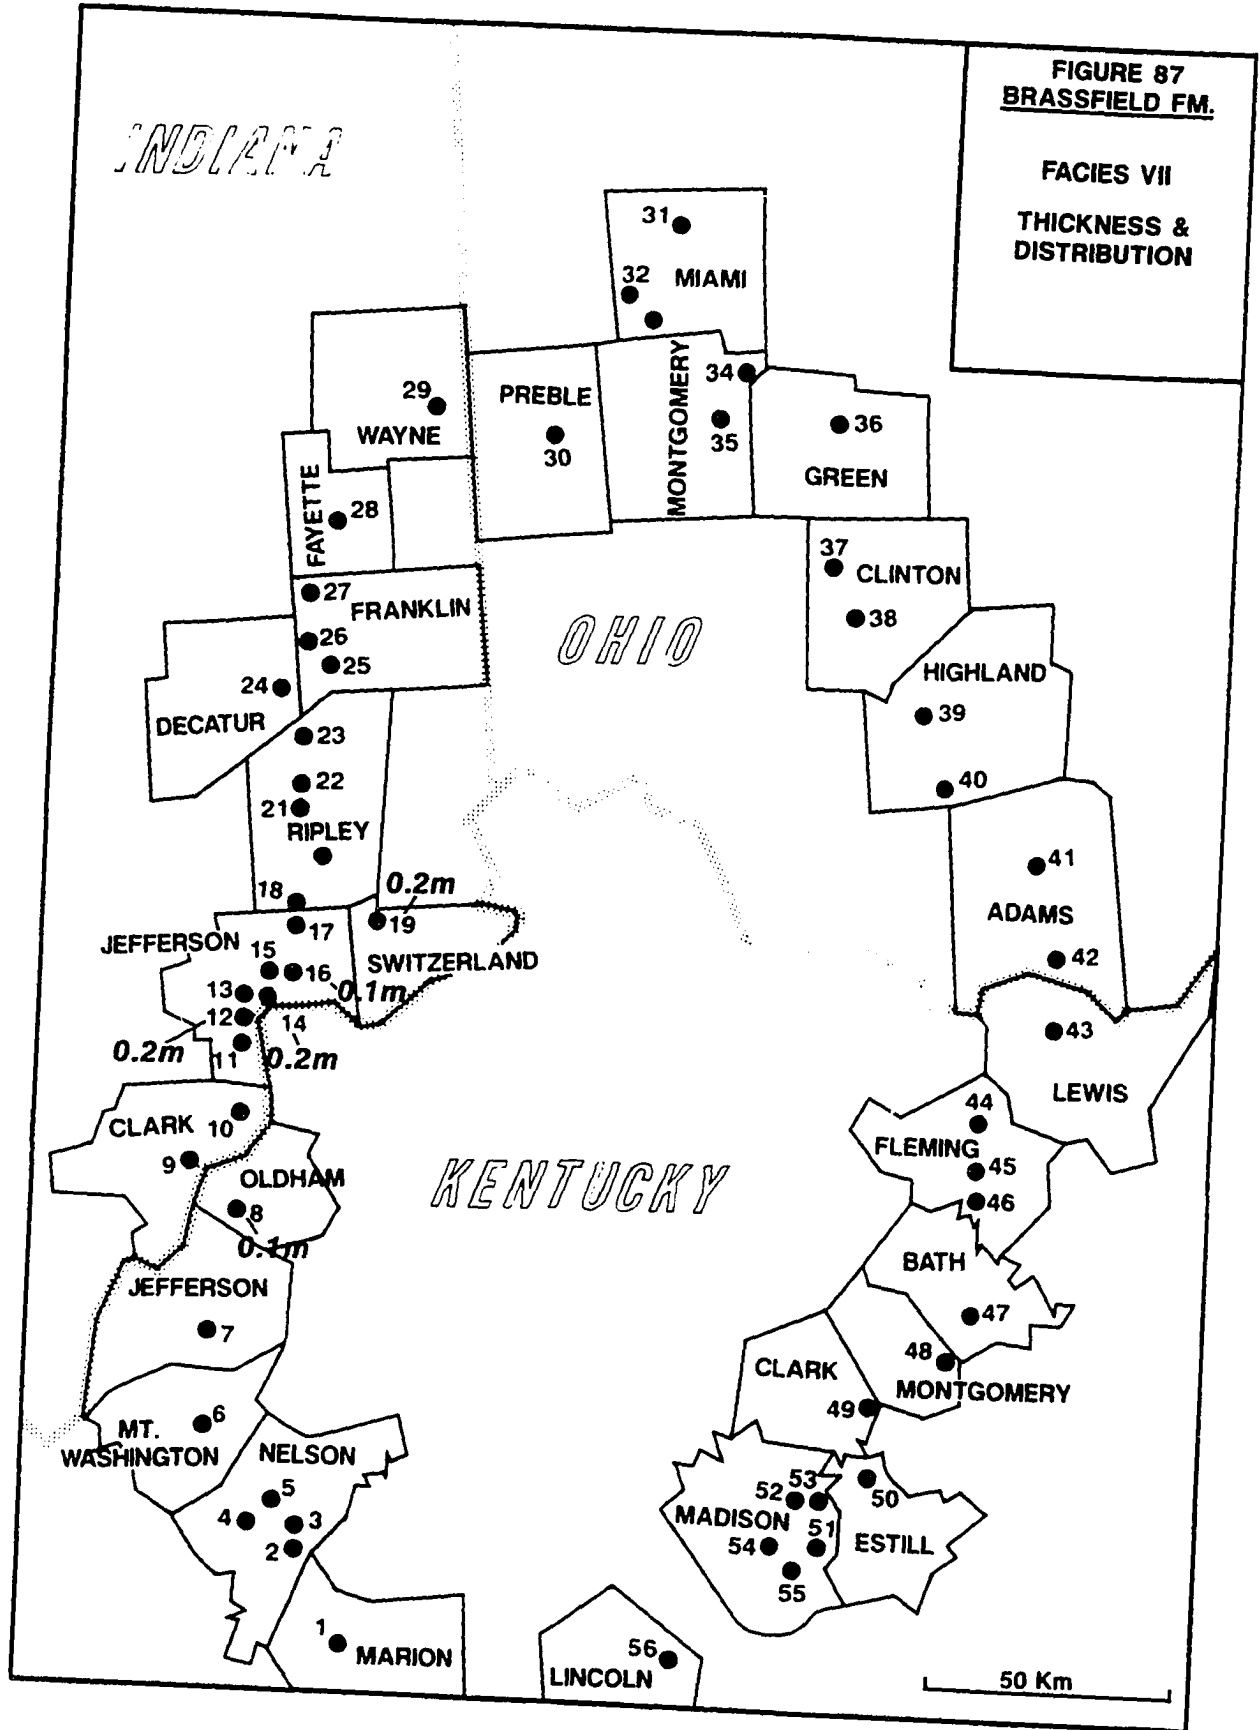 FIGURE 87
BRASSFIELD FM.
FACIES VII
THICKNESS &
DISTRIBUTION
INDIANA
31
32
MIAMI
MONTGOMERY
34
35
29
WAYNE
PREBLE
30
36
GREEN
FAYETTE
28
37
CLINTON
38
27
FRANKLIN
26
25
OHIO
HIGHLAND
39
40
24
DECATUR
23
22
21
RIPLEY
18
0.2m
19
17
JEFFERSON
15
16
SWITZERLAND
0.1m
13
12
14
0.2m
11
0.2m
41
ADAMS
42
43
LEWIS
CLARK
10
9
OLDHAM
8
0.1m
KENTUCKY
44
FLEMING
45
46
BATH
47
JEFFERSON
7
48
MONTGOMERY
CLARK
49
6
MT.
WASHINGTON
NELSON
5
4
3
2
53
52
50
MADISON
51
54
ESTILL
55
1
MARION
56
LINCOLN
50 Km